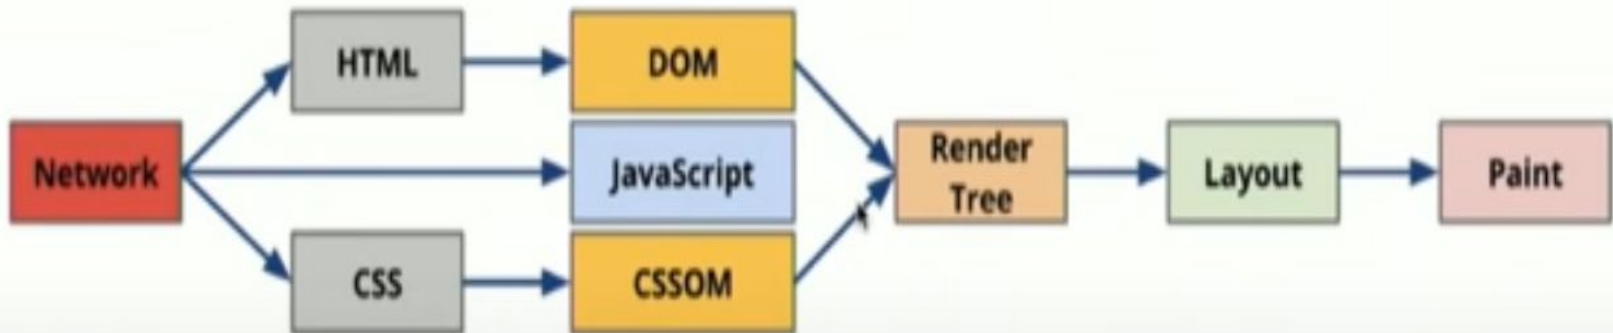 HTML
DOM
Network
JavaScript
Render
Tree
Layout
Paint
CSS
CSSOM